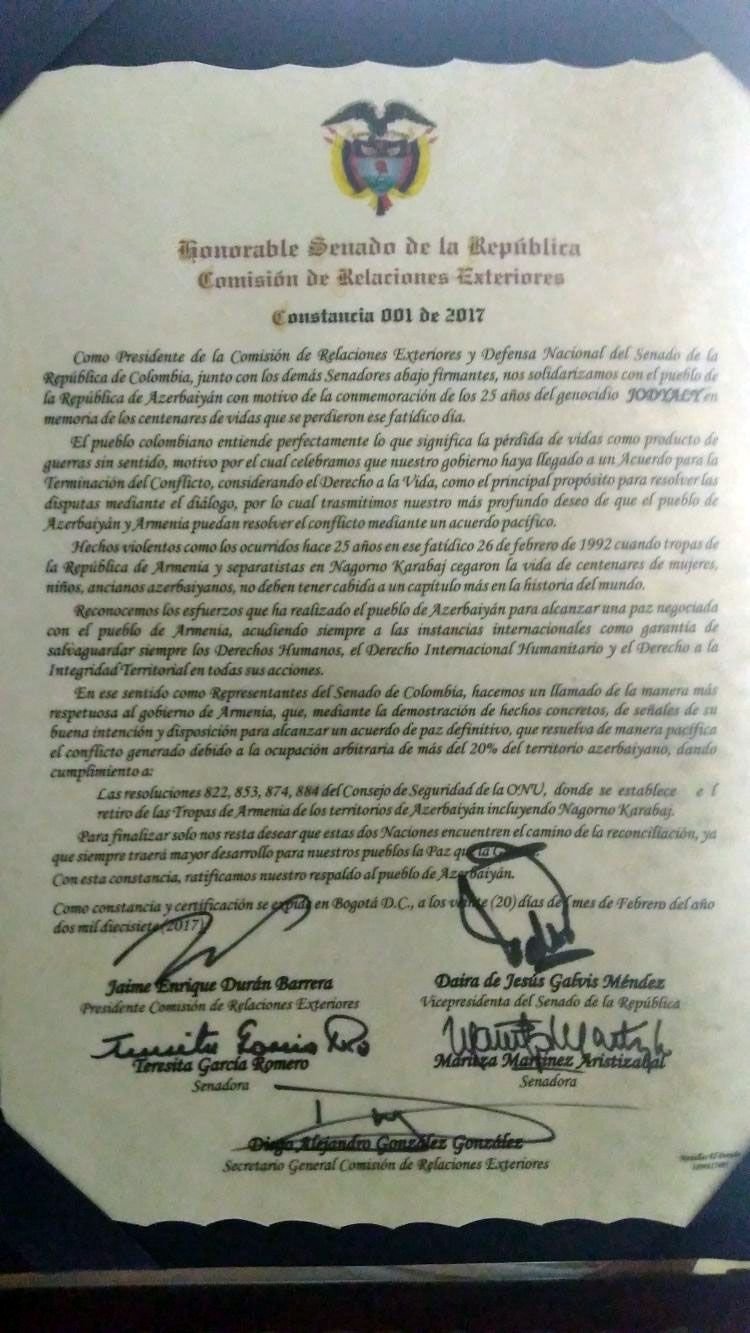 Honorable Senado de la República
Comisión de Relaciones Exteriores
Constancia 001 de 2017
Como Presidente de la Comisión de Relaciones Exteriores y Defensa Nacional del Senado de la
República de Colombia, junto con los demás Senadores abajo firmantes, nos solidarizamos con el pueblo de
la República de Azerbaiyán con motivo de la conmemoración de los 25 años del genocidio JODYALY en
memoria de los centenares de vidas que se perdieron ese fatídico día.
El pueblo colombiano entiende perfectamente lo que significa la pérdida de vidas como producto de
guerras sin sentido, motivo por el cual celebramos que nuestro gobierno haya llegado a un Acuerdo para la
Terminación del Conflicto, considerando el Derecho a la Vida, como el principal propósito para resolver las
disputas mediante el diálogo, por lo cual trasmitimos nuestro más profundo deseo de que el pueblo de
Azerbaiyán y Armenia puedan resolver el conflicto mediante un acuerdo pacífico.
Hechos violentos como los ocurridos hace 25 años en ese fatídico 26 de febrero de 1992 cuando tropas de
la República de Armenia y separatistas en Nagorno Karabaj cegaron la vida de centenares de mujeres,
niños, ancianos azerbaiyanos, no deben tener cabida a un capítulo más en la historia del mundo.
Reconocemos los esfuerzos que ha realizado el pueblo de Azerbaiyán para alcanzar una paz negociada
con el pueblo de Armenia, acudiendo siempre a las instancias internacionales como garantía de
salvaguardar siempre los Derechos Humanos, el Derecho Internacional Humanitario y el Derecho a la
Integridad Territorial en todas sus acciones.
En ese sentido como Representantes del Senado de Colombia, hacemos un llamado de la manera más
respetuosa al gobierno de Armenia, que, mediante la demostración de hechos concretos, de señales de su
buena intención y disposición para alcanzar un acuerdo de paz definitivo, que resuelva de manera pacífica
el conflicto generado debido a la ocupación arbitraria de más del 20% del territorio azerbaiyano, dando
cumplimiento a:
Las resoluciones 822, 853, 874, 884 del Consejo de Seguridad de la ONU, donde se establece e l
retiro de las Tropas de Armenia de los territorios de Azerbaiyán incluyendo Nagorno Karabaj.
Para finalizar solo nos resta desear que estas dos Naciones encuentren el camino de la reconciliación, ya
que siempre traerá mayor desarrollo para nuestros pueblos la Paz que la
Con esta constancia, ratificamos nuestro respaldo al pueblo de Azerbaiyán.
Como constancia y certificación se expide en Bogotá D.C., a los veinte (20) días del mes de Febrero del año
dos mil diecisiete (2017)
Jaime Enrique Durán Barrera
Presidente Comisión de Relaciones Exteriores
Daira de Jesús Galvis Méndez
Vicepresidenta del Senado de la República
Teresita García Ro
Teresita García Romero
Senadora
Maritza Martínez Aristizabal
Senadora
Diego Alejandro González González
Secretario General Comisión de Relaciones Exteriores